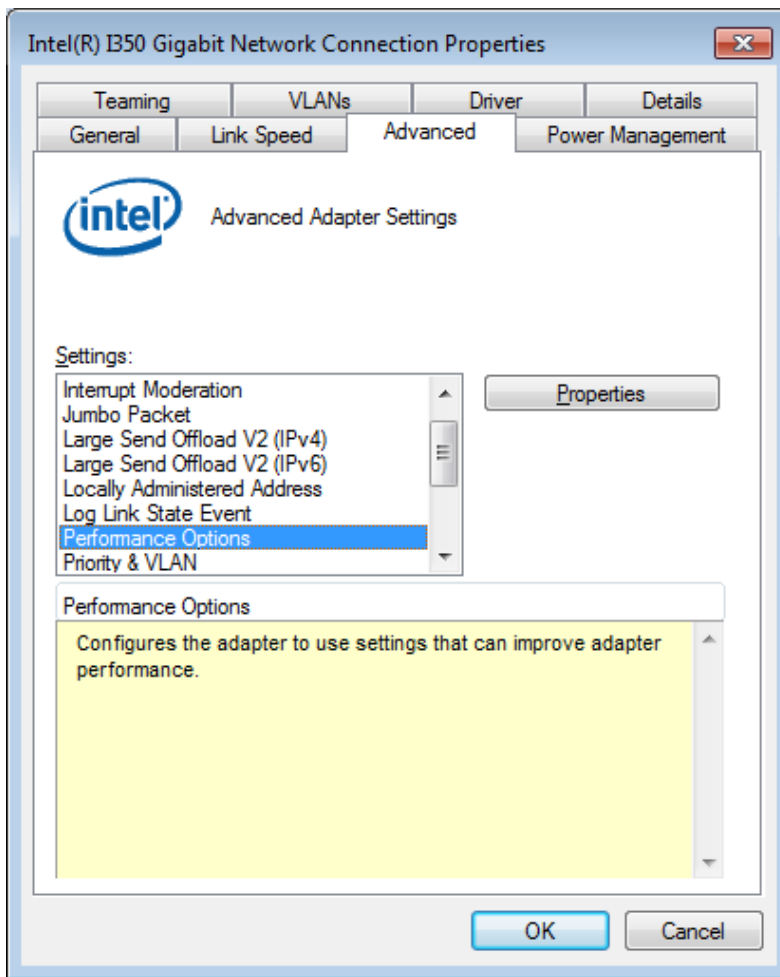 Intel(R) I350 Gigabit Network Connection Properties
Teaming VLANs Driver Details
General Link Speed Advanced Power Management
intel
Advanced Adapter Settings
Settings:
Interrupt Moderation
Jumbo Packet
Large Send Offload V2 (IPv4)
Large Send Offload V2 (IPv6)
Locally Administered Address
Log Link State Event
Performance Options
Priority & VLAN
Properties
Performance Options
Configures the adapter to use settings that can improve adapter
performance.
OK Cancel